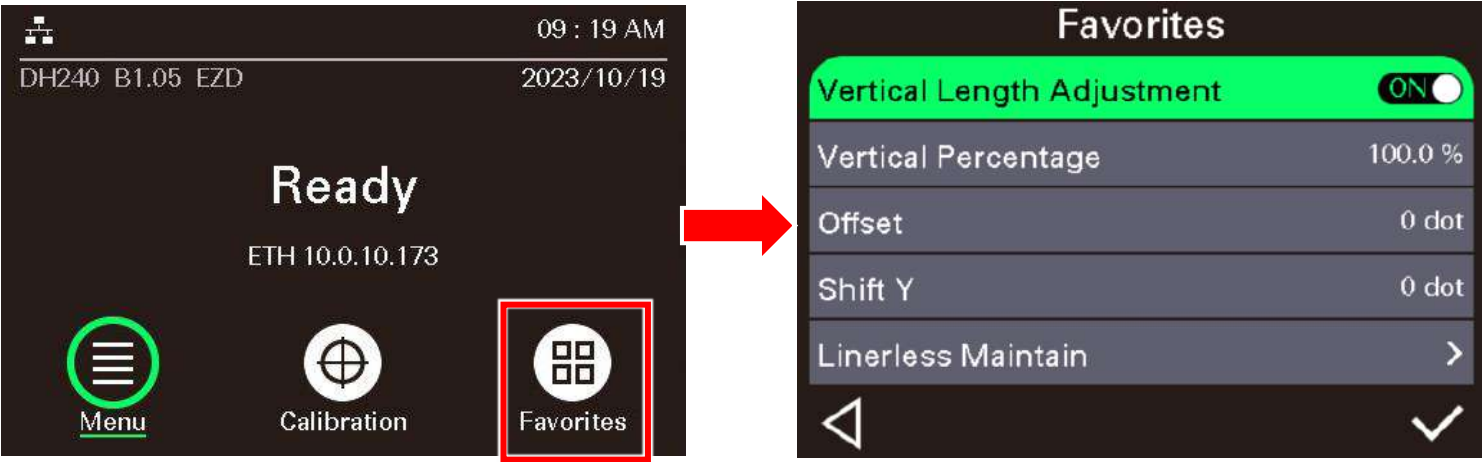 09 : 19 AM
DH240 B1.05 EZD 2023/10/19
Ready
ETH 10.0.10.173
Menu Calibration Favorites
Favorites
Vertical Length Adjustment ON
Vertical Percentage 100.0 %
Offset 0 dot
Shift Y 0 dot
Linerless Maintain